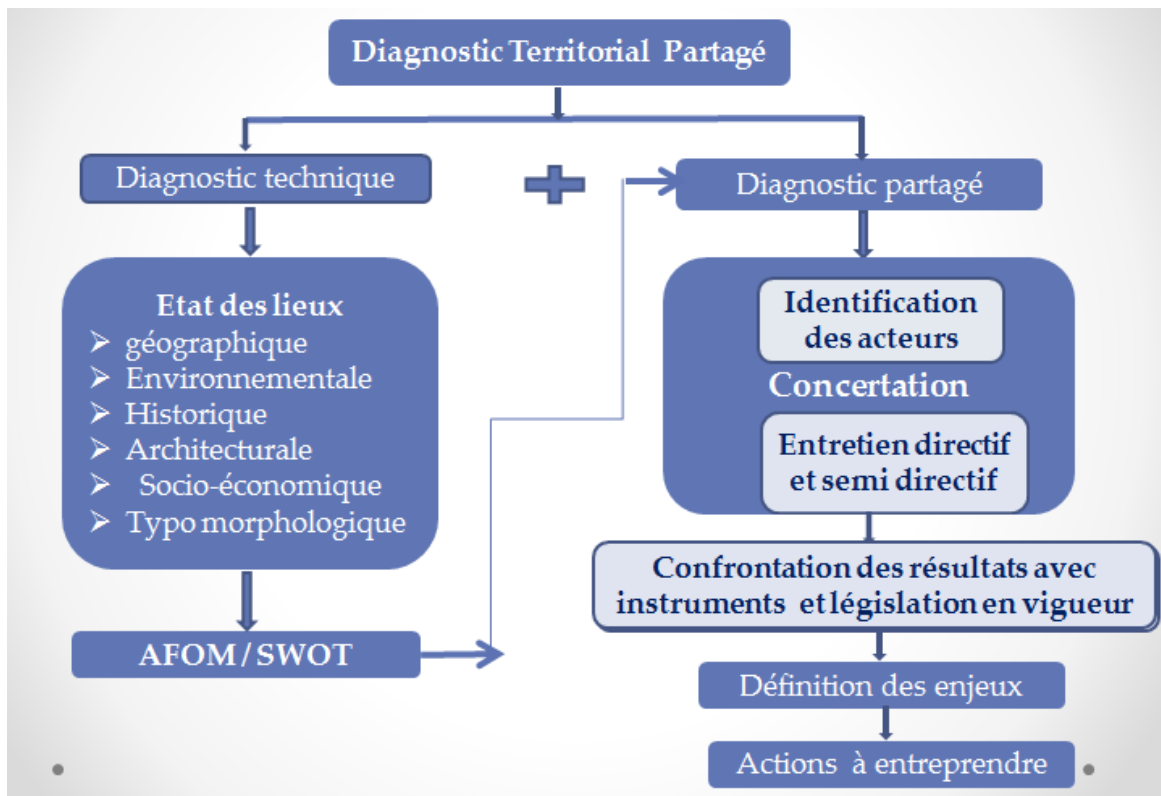 Diagnostic Territorial Partagé
Diagnostic technique
Etat des lieux
géographique
Environnementale
Historique
Architecturale
Socio-économique
Typo morphologique
AFOM / SWOT
Diagnostic partagé
Identification
des acteurs
Concertation
Entretien directif
et semi directif
Confrontation des résultats avec
instruments et législation en vigueur
Définition des enjeux
Actions à entreprendre